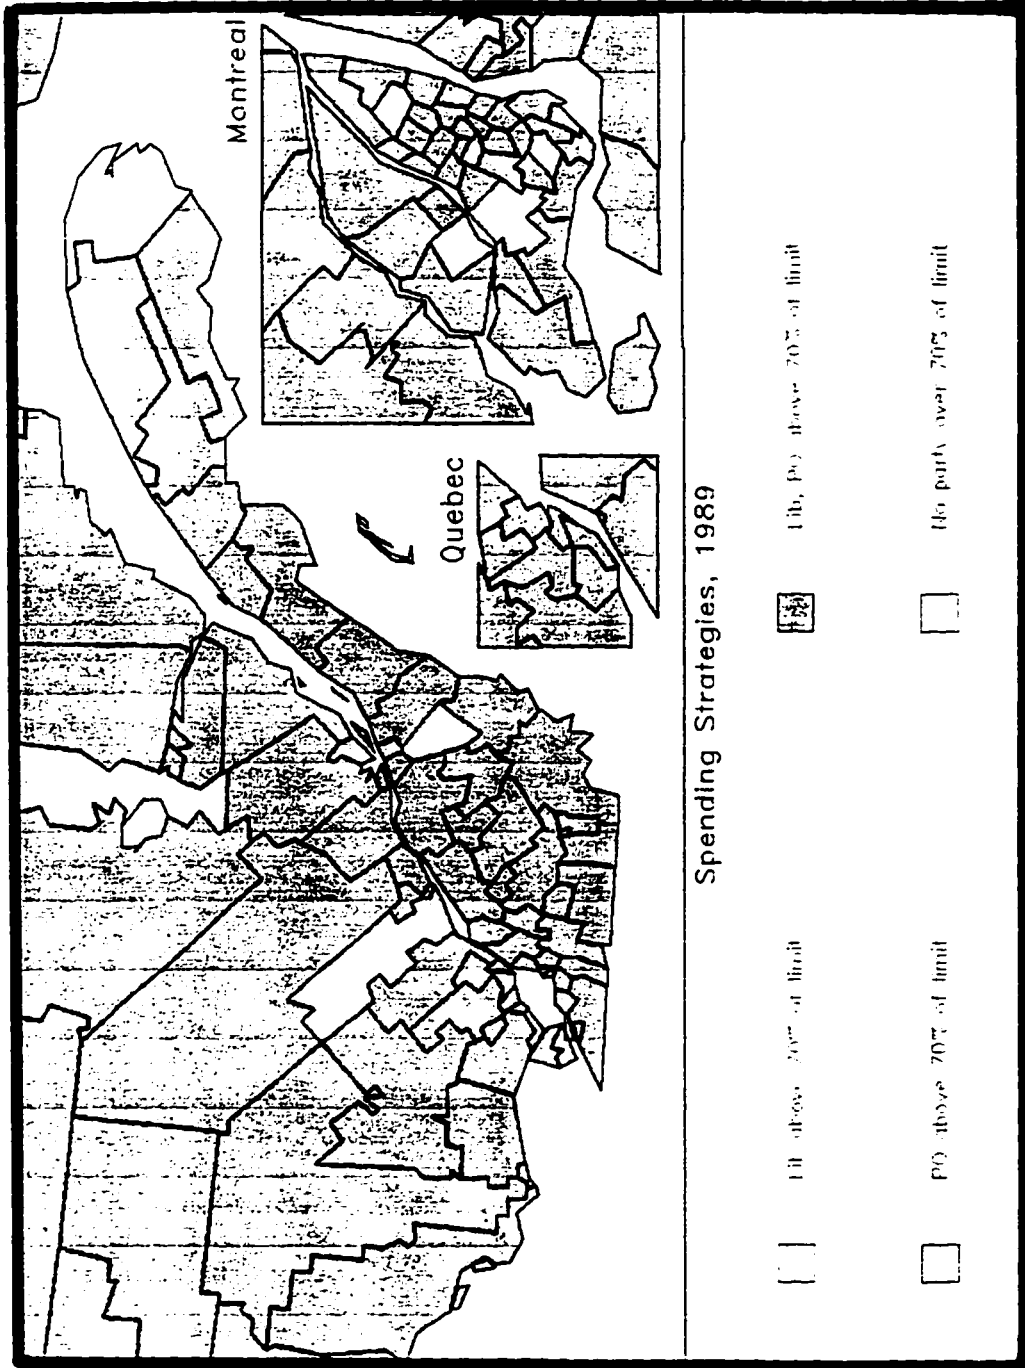 Montreal
Quebec
Spending Strategies, 1989
Lib above 70% of limit
Lib, PQ above 70% of limit
PQ above 70% of limit
No party over 70% of limit